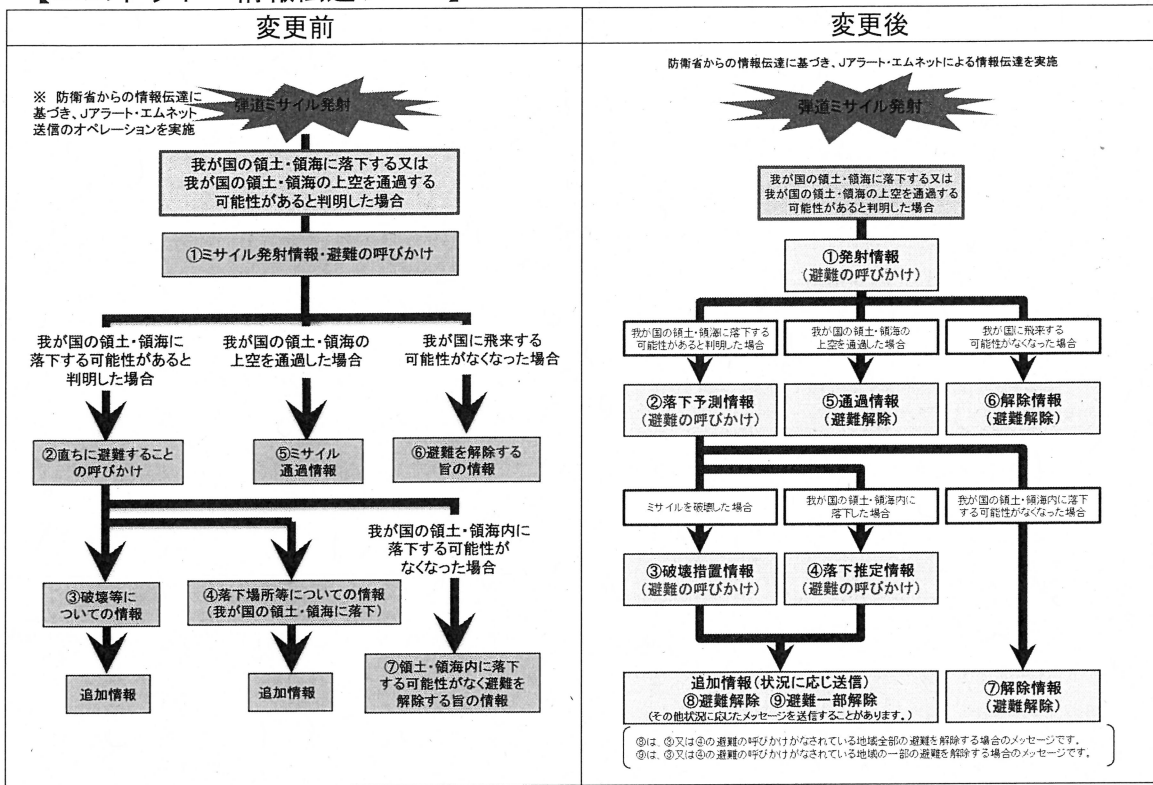 変更前
※ 防衛省からの情報伝達に
基づき、Jアラート・エムネット
送信のオペレーションを実施
弾道ミサイル発射
我が国の領土・領海に落下する又は
我が国の領土・領海の上空を通過する
可能性があると判明した場合
①ミサイル発射情報・避難の呼びかけ
我が国の領土・領海に
落下する可能性があると
判明した場合
我が国の領土・領海の
上空を通過した場合
我が国に飛来する
可能性がなくなった場合
②直ちに避難すること
の呼びかけ
⑤ミサイル
通過情報
⑥避難を解除する
旨の情報
我が国の領土・領海内に
落下する可能性が
なくなった場合
③破壊等に
ついての情報
④落下場所等についての情報
(我が国の領土・領海に落下)
追加情報
追加情報
⑦領土・領海内に落下
する可能性がなく避難を
解除する旨の情報
変更後
防衛省からの情報伝達に基づき、Jアラート・エムネットによる情報伝達を実施
弾道ミサイル発射
我が国の領土・領海に落下する又は
我が国の領土・領海の上空を通過する
可能性があると判明した場合
①発射情報
(避難の呼びかけ)
我が国の領土・領海に落下する
可能性があると判明した場合
我が国の領土・領海の
上空を通過した場合
我が国に飛来する
可能性がなくなった場合
②落下予測情報
(避難の呼びかけ)
⑤通過情報
(避難解除)
⑥解除情報
(避難解除)
ミサイルを破壊した場合
我が国の領土・領海内に
落下した場合
我が国の領土・領海内に落下
する可能性がなくなった場合
③破壊措置情報
(避難の呼びかけ)
④落下推定情報
(避難の呼びかけ)
追加情報(状況に応じ送信)
⑧避難解除 ⑨避難一部解除
(その他状況に応じたメッセージを送信することがあります。)
⑦解除情報
(避難解除)
⑧は、③又は④の避難の呼びかけがなされている地域全部の避難を解除する場合のメッセージです。
⑨は、③又は④の避難の呼びかけがなされている地域の一部の避難を解除する場合のメッセージです。